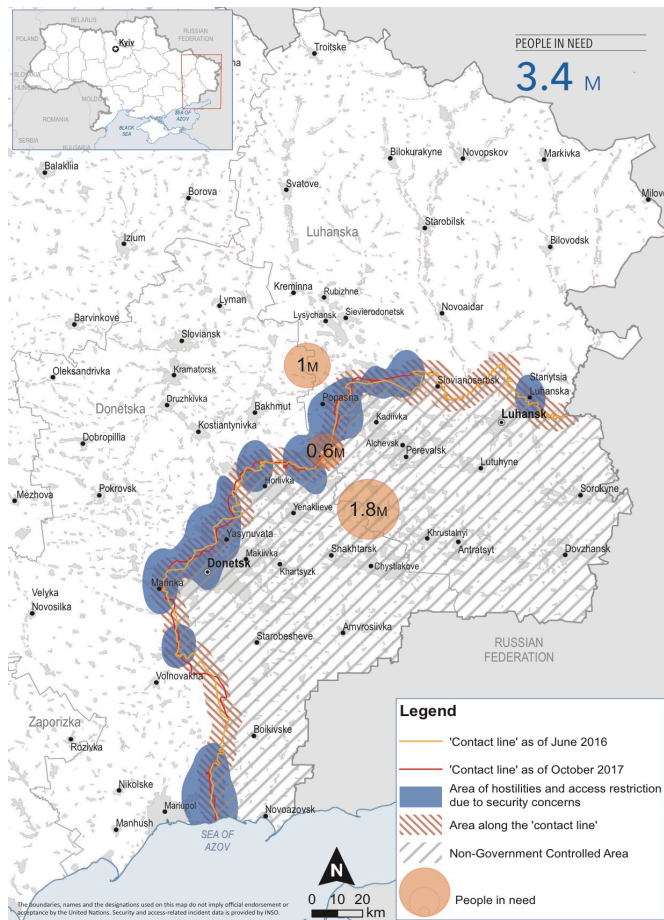 BELARUS
POLAND
RUSSIAN
FEDERATION
Kyiv
SLOVAKIA
HUNGARY
MOLDOVA
ROMANIA
SEA OF
AZOV
BLACK
SEA
SERBIA
BULGARIA
PEOPLE IN NEED
3.4 M
Troitske
Balakliia
Bilokurakyne
Novopskov
Markivka
Borova
Svatove
Milove
Starobilsk
Luhanska
Izium
Bilovodsk
Kreminna
Rubizhne
Lyman
Lysychansk
Sievierodonetsk
Novoaidar
Barvinkove
Sloviansk
1M
Oleksandrivka
Kramatorsk
Slovianoserbsk
Stanytsia
Luhanska
Donetska
Druzhkivka
Bakhmut
Popasna
Luhansk
Kostiantynivka
Kadiivka
Dobropillia
0.6M
Alchevsk
Perevalsk
Lutuhyne
Horlivka
Mezhova
Pokrovsk
Sorokyne
1.8M
Yenakiieve
Yasynuvata
Khrustalnyi
Antratsyt
Makiivka
Shakhtarsk
Dovzhansk
Donetsk
Khartsyzk
Chystiakove
Marinka
Velyka
Novosilka
Amvrosiivka
Starobesheve
RUSSIAN
FEDERATION
Volnovakha
Zaporizka
Boikivske
Rozivka
Nikolske
Mariupol
Novoazovsk
Manhush
SEA OF
AZOV
Legend
'Contact line' as of June 2016
'Contact line' as of October 2017
Area of hostilities and access restriction
due to security concerns
Area along the 'contact line'
Non-Government Controlled Area
People in need
N
0 10 20
km
The boundaries, names and the designations used on this map do not imply official endorsement or
acceptance by the United Nations. Security and access-related incident data is provided by INSO.